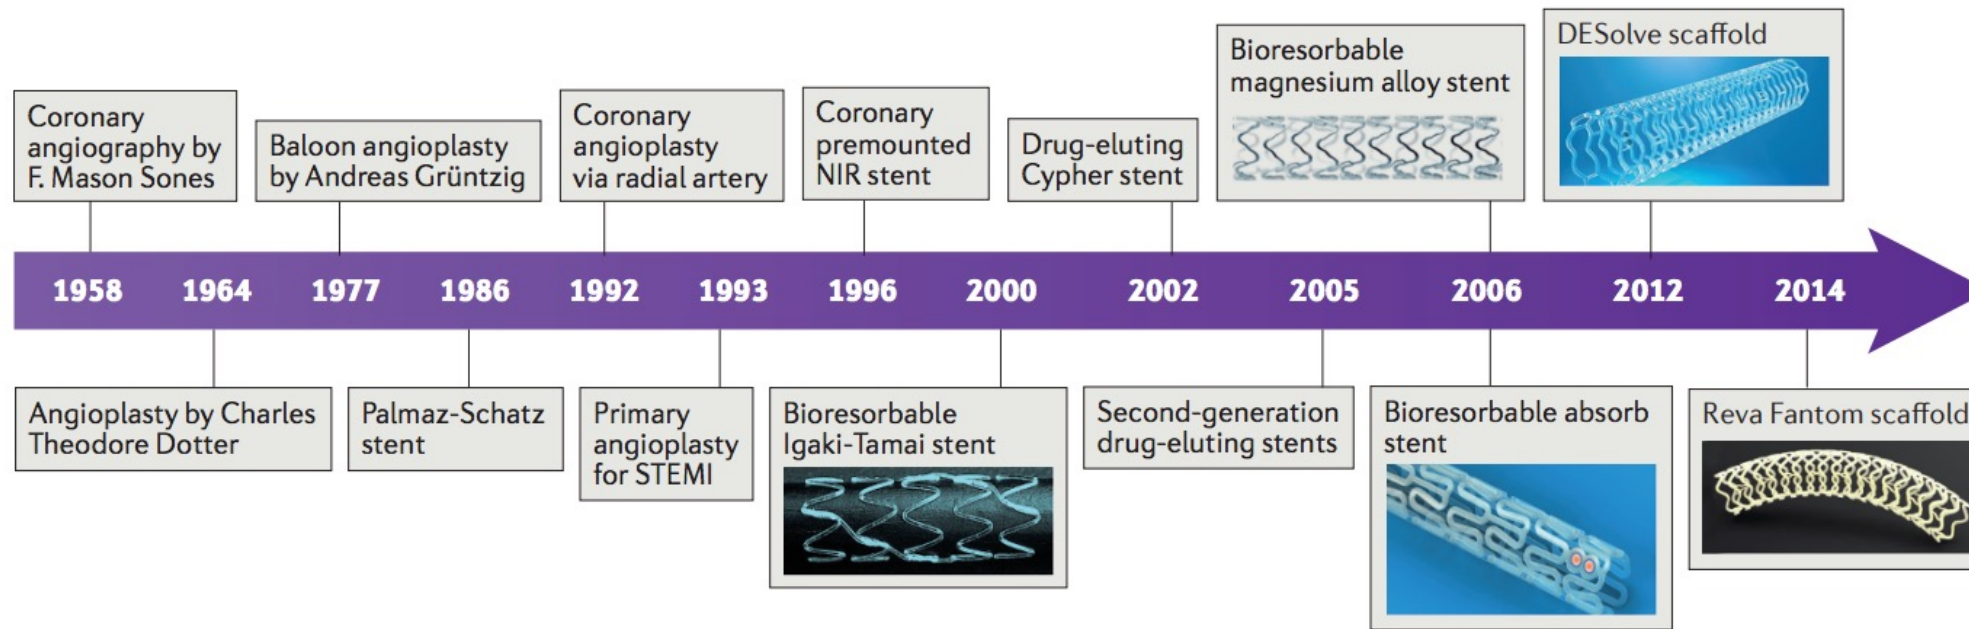 Coronary
angiography by
F. Mason Sones
Baloon angioplasty
by Andreas Grüntzig
Coronary
angioplasty
via radial artery
Coronary
premounted
NIR stent
Drug-eluting
Cypher stent
Bioresorbable
magnesium alloy stent
DESolve scaffold
1958 1964 1977 1986 1992 1993 1996 2000 2002 2005 2006 2012 2014
Angioplasty by Charles
Theodore Dotter
Palmaz-Schatz
stent
Primary
angioplasty
for STEMI
Bioresorbable
Igaki-Tamai stent
Second-generation
drug-eluting stents
Bioresorbable absorb
stent
Reva Fantom scaffold